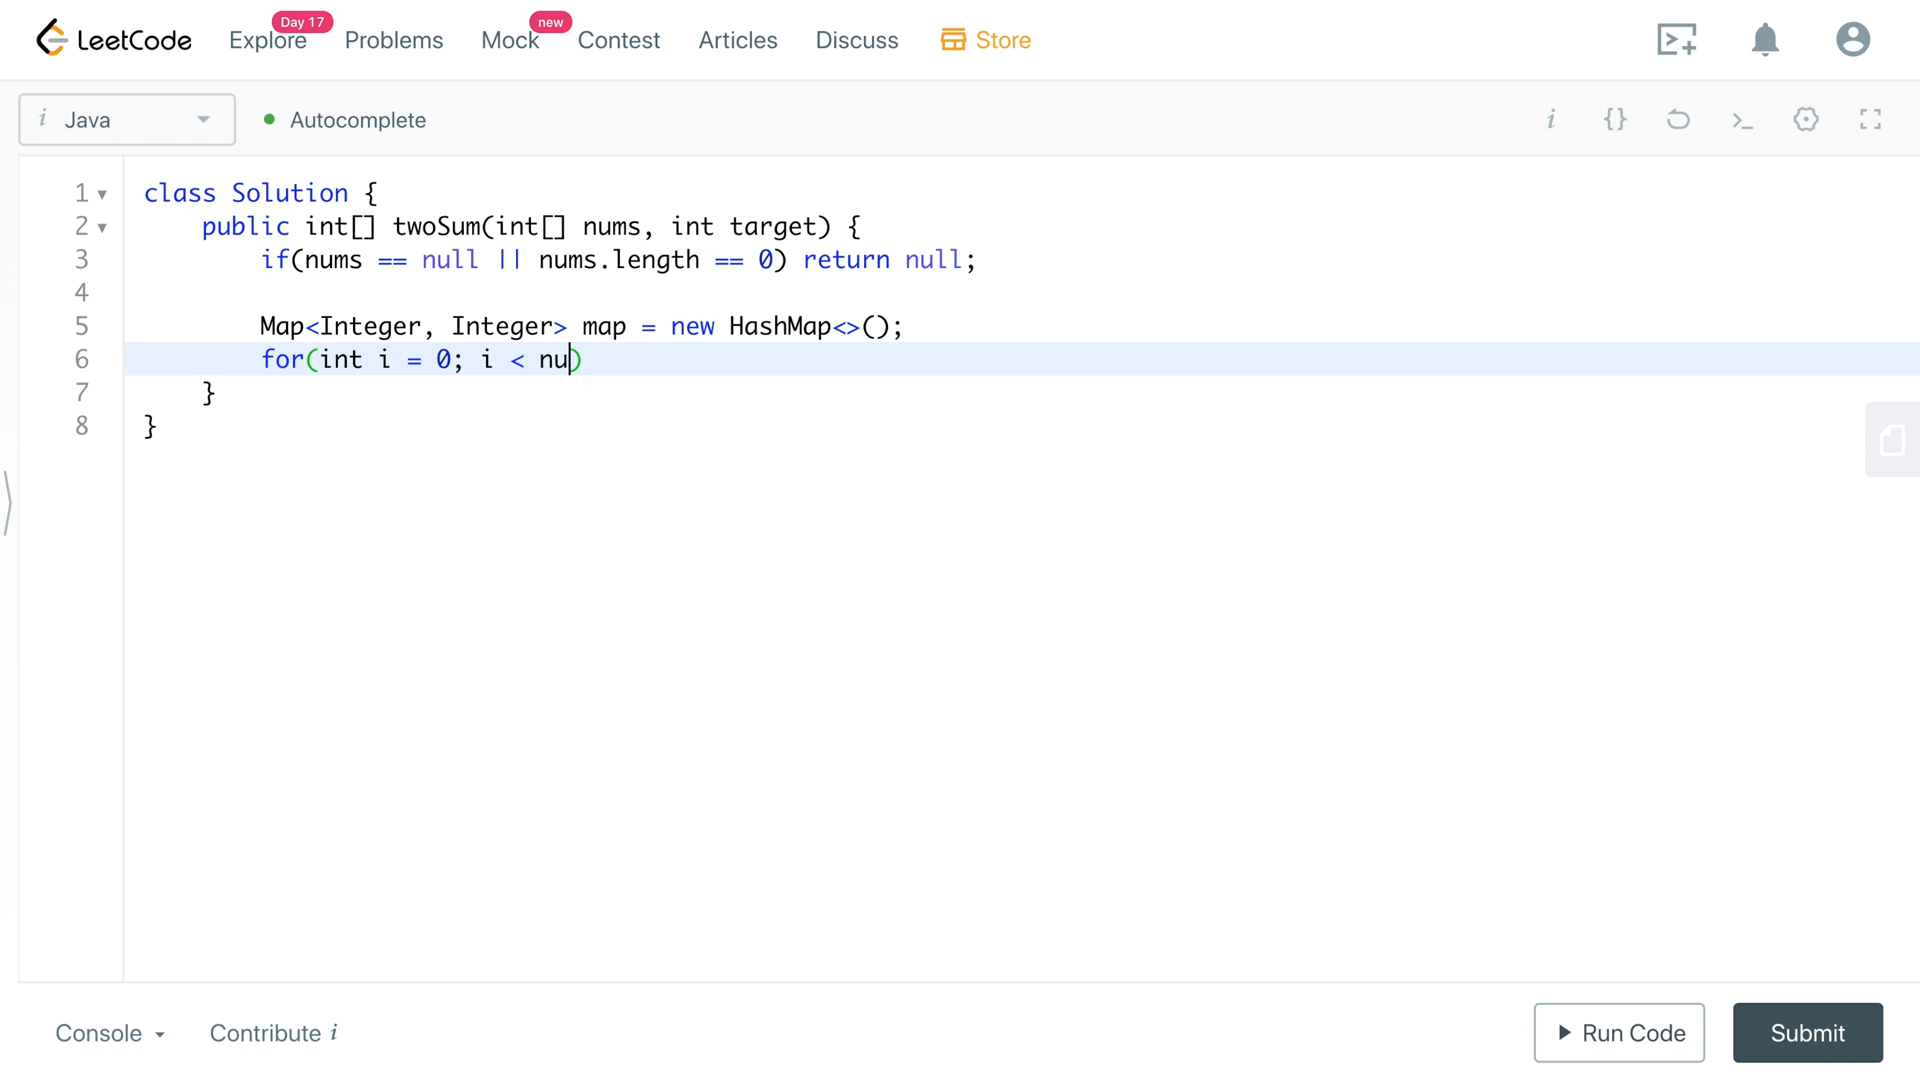 LeetCode Explore Day 17 Problems Mock new Contest Articles Discuss Store
i Java Autocomplete i {} >_
1 class Solution {
2 public int[] twoSum(int[] nums, int target) {
3 if(nums == null || nums.length == 0) return null;
4
5 Map<Integer, Integer> map = new HashMap<>();
6 for(int i = 0; i < nu)
7 }
8 }
Console Contribute i Run Code Submit